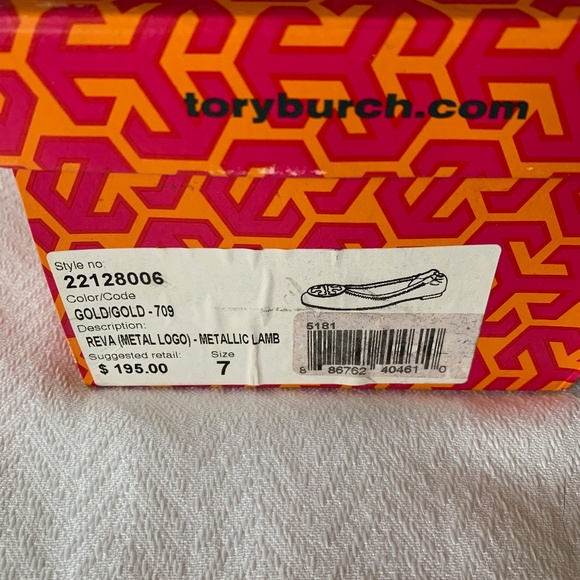 toryburch.com
Style no:
22128006
Color/Code
GOLD/GOLD - 709
Description:
REVA (METAL LOGO) - METALLIC LAMB
Suggested retail: Size
$ 195.00 7
5181
8 86762 40461 0